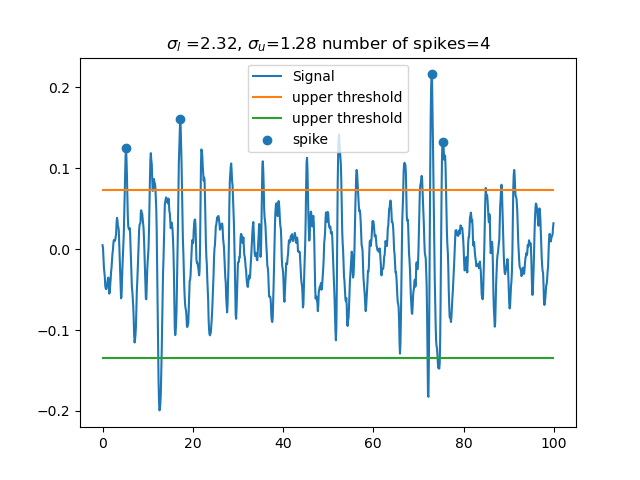 σ_l =2.32, σ_u=1.28 number of spikes=4
Signal
upper threshold
upper threshold
spike
0.2
0.1
0.0
−0.1
−0.2
0 20 40 60 80 100